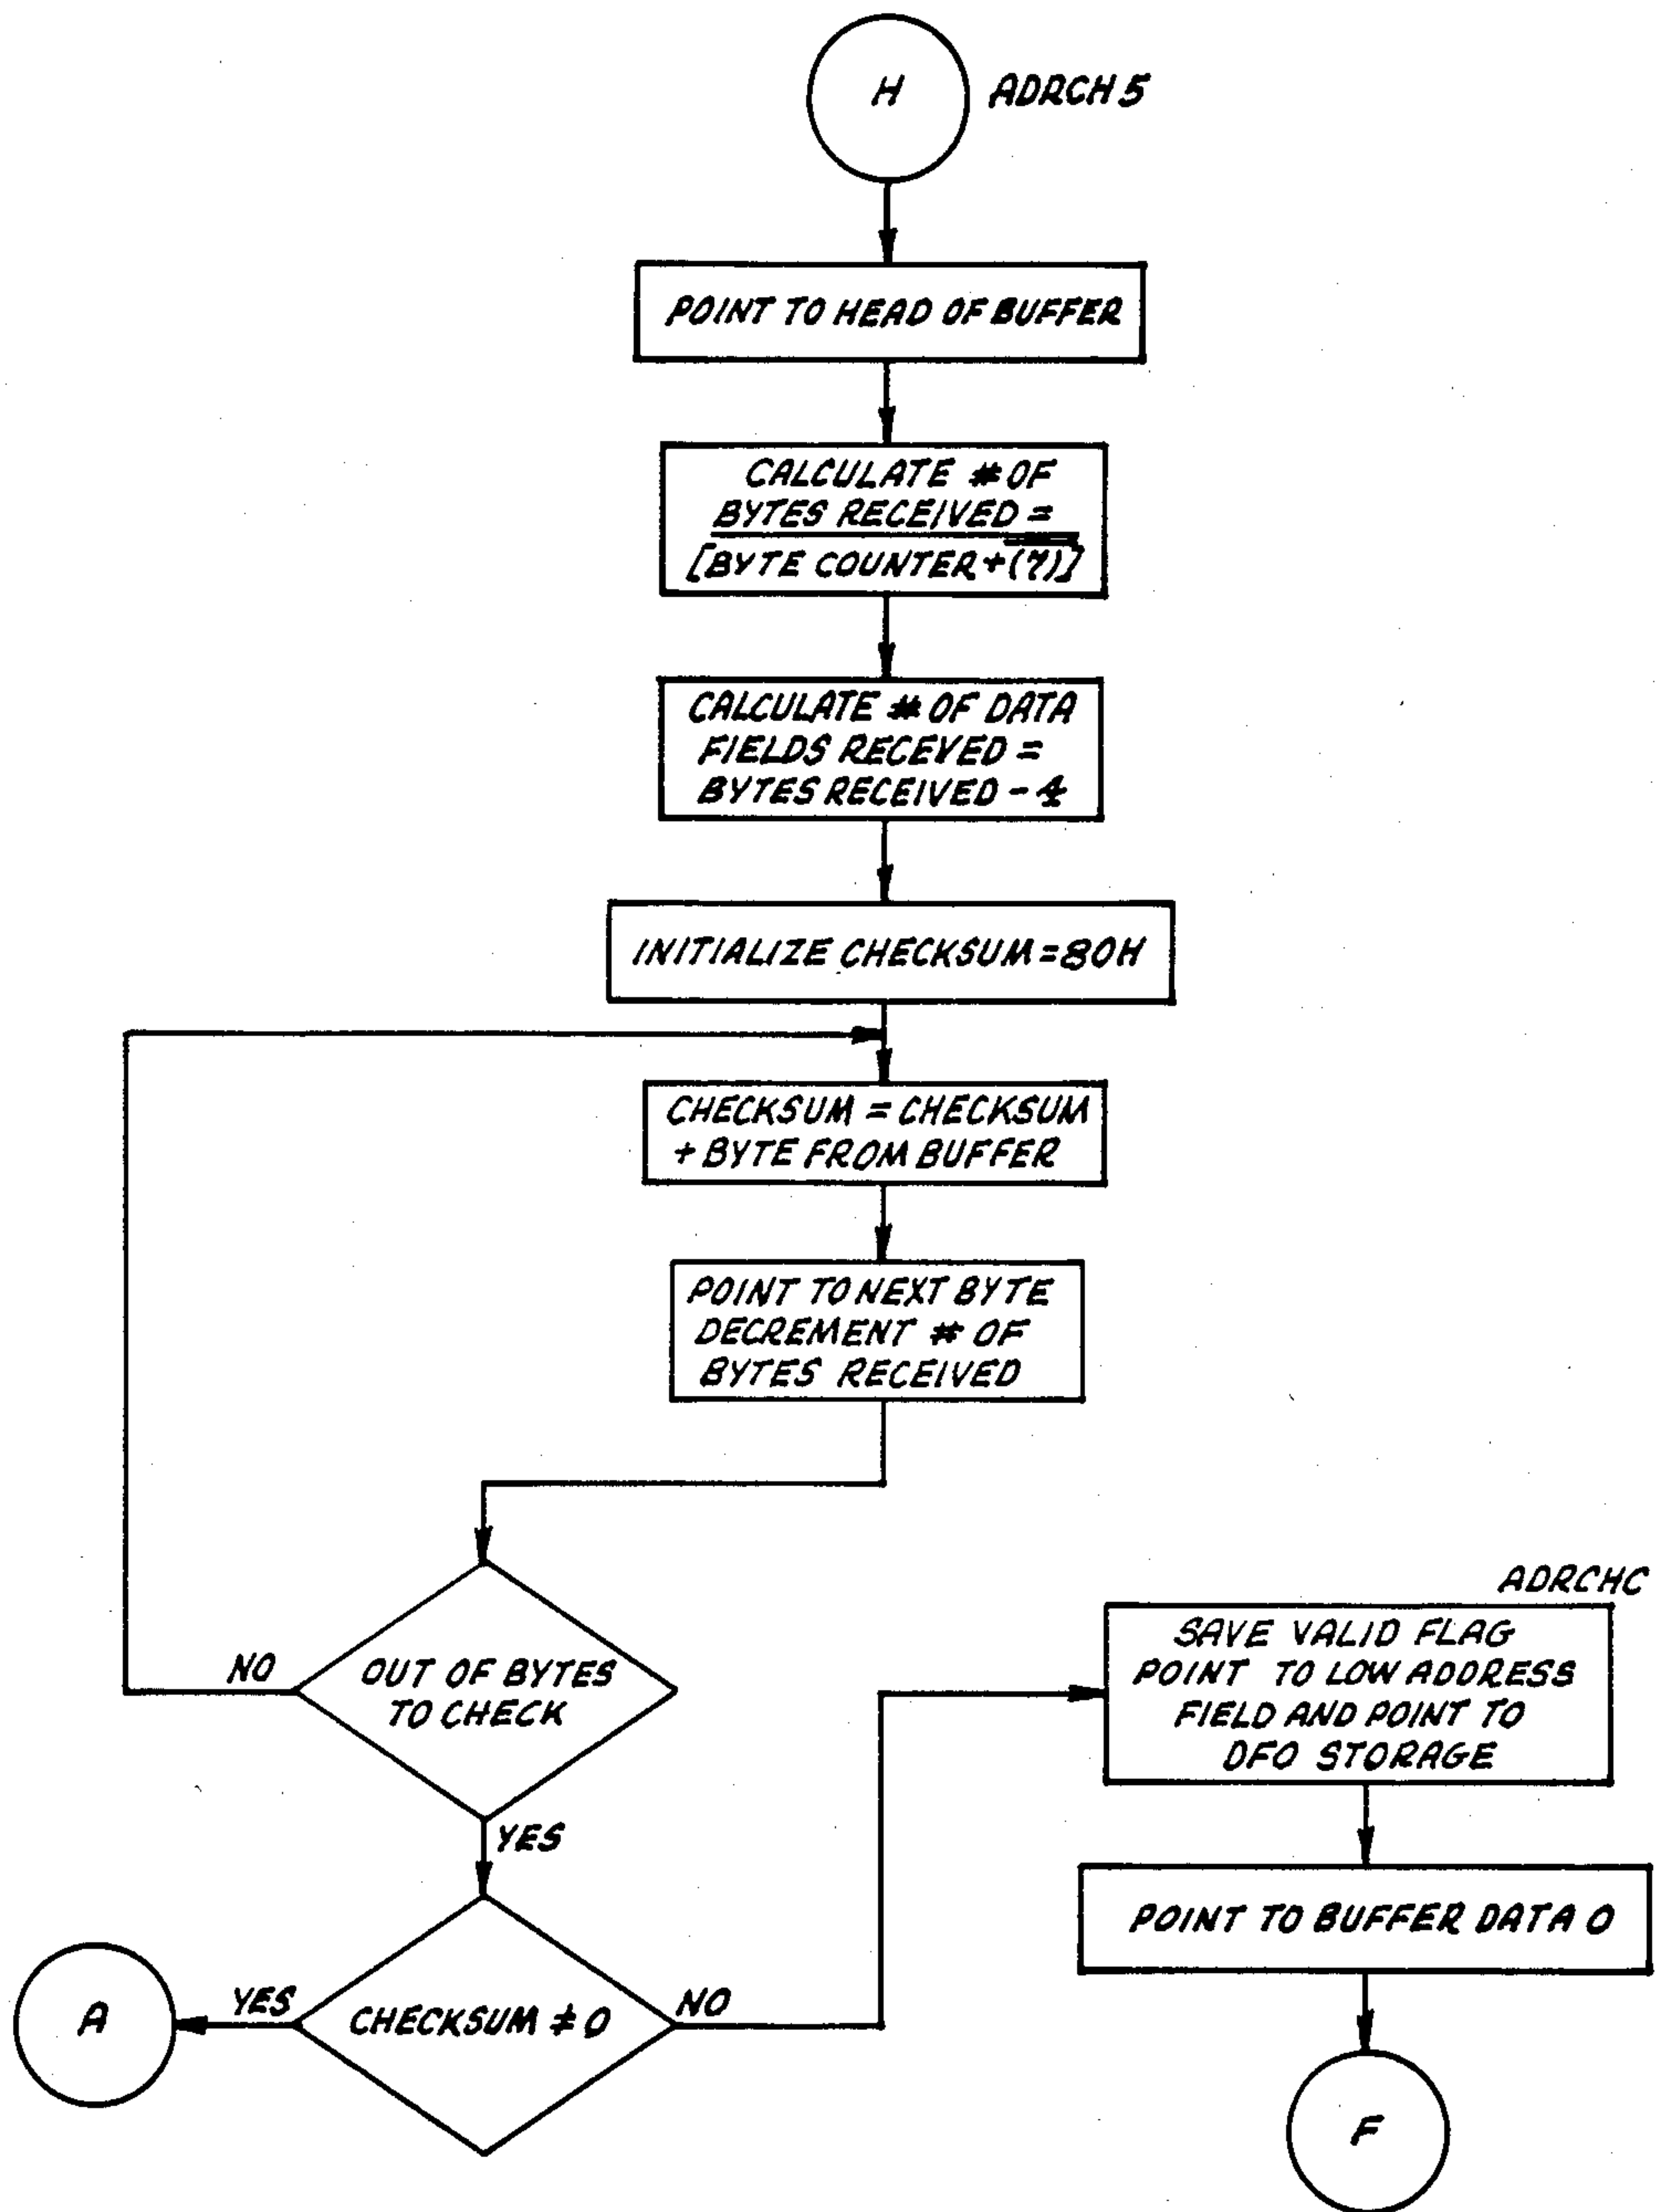 H ADRCH5
POINT TO HEAD OF BUFFER
CALCULATE # OF
BYTES RECEIVED =
[BYTE COUNTER+(7)]
CALCULATE # OF DATA
FIELDS RECEVED =
BYTES RECEIVED - 4
INITIALIZE CHECKSUM=80H
CHECKSUM = CHECKSUM
+ BYTE FROM BUFFER
POINT TO NEXT BYTE
DECREMENT # OF
BYTES RECEIVED
OUT OF BYTES
TO CHECK
NO
YES
CHECKSUM ≠ 0
YES
A
NO
ADRCHC
SAVE VALID FLAG
POINT TO LOW ADDRESS
FIELD AND POINT TO
DFO STORAGE
POINT TO BUFFER DATA 0
F